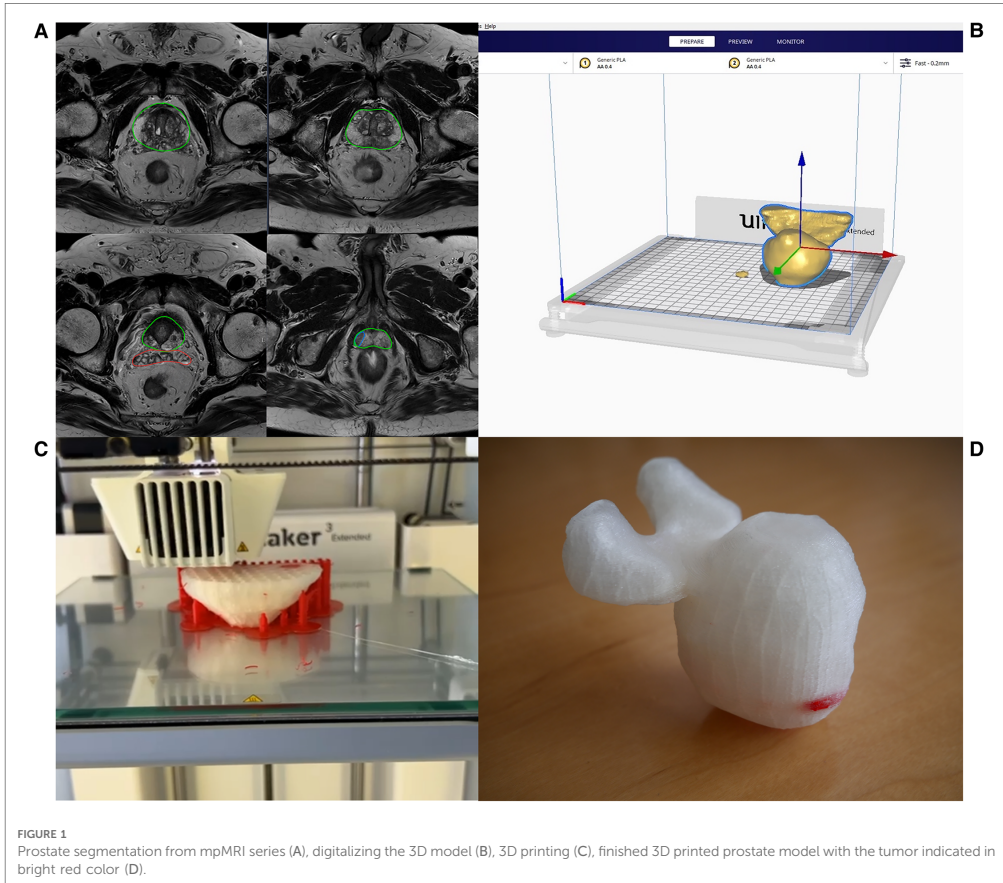 A
B
Help
PREPARE PREVIEW MONITOR
1 Generic PLA
AA 0.4
2 Generic PLA
AA 0.4
Fast - 0.2mm
C
D
aker 3
Extended
FIGURE 1
Prostate segmentation from mpMRI series (A), digitalizing the 3D model (B), 3D printing (C), finished 3D printed prostate model with the tumor indicated in
bright red color (D).